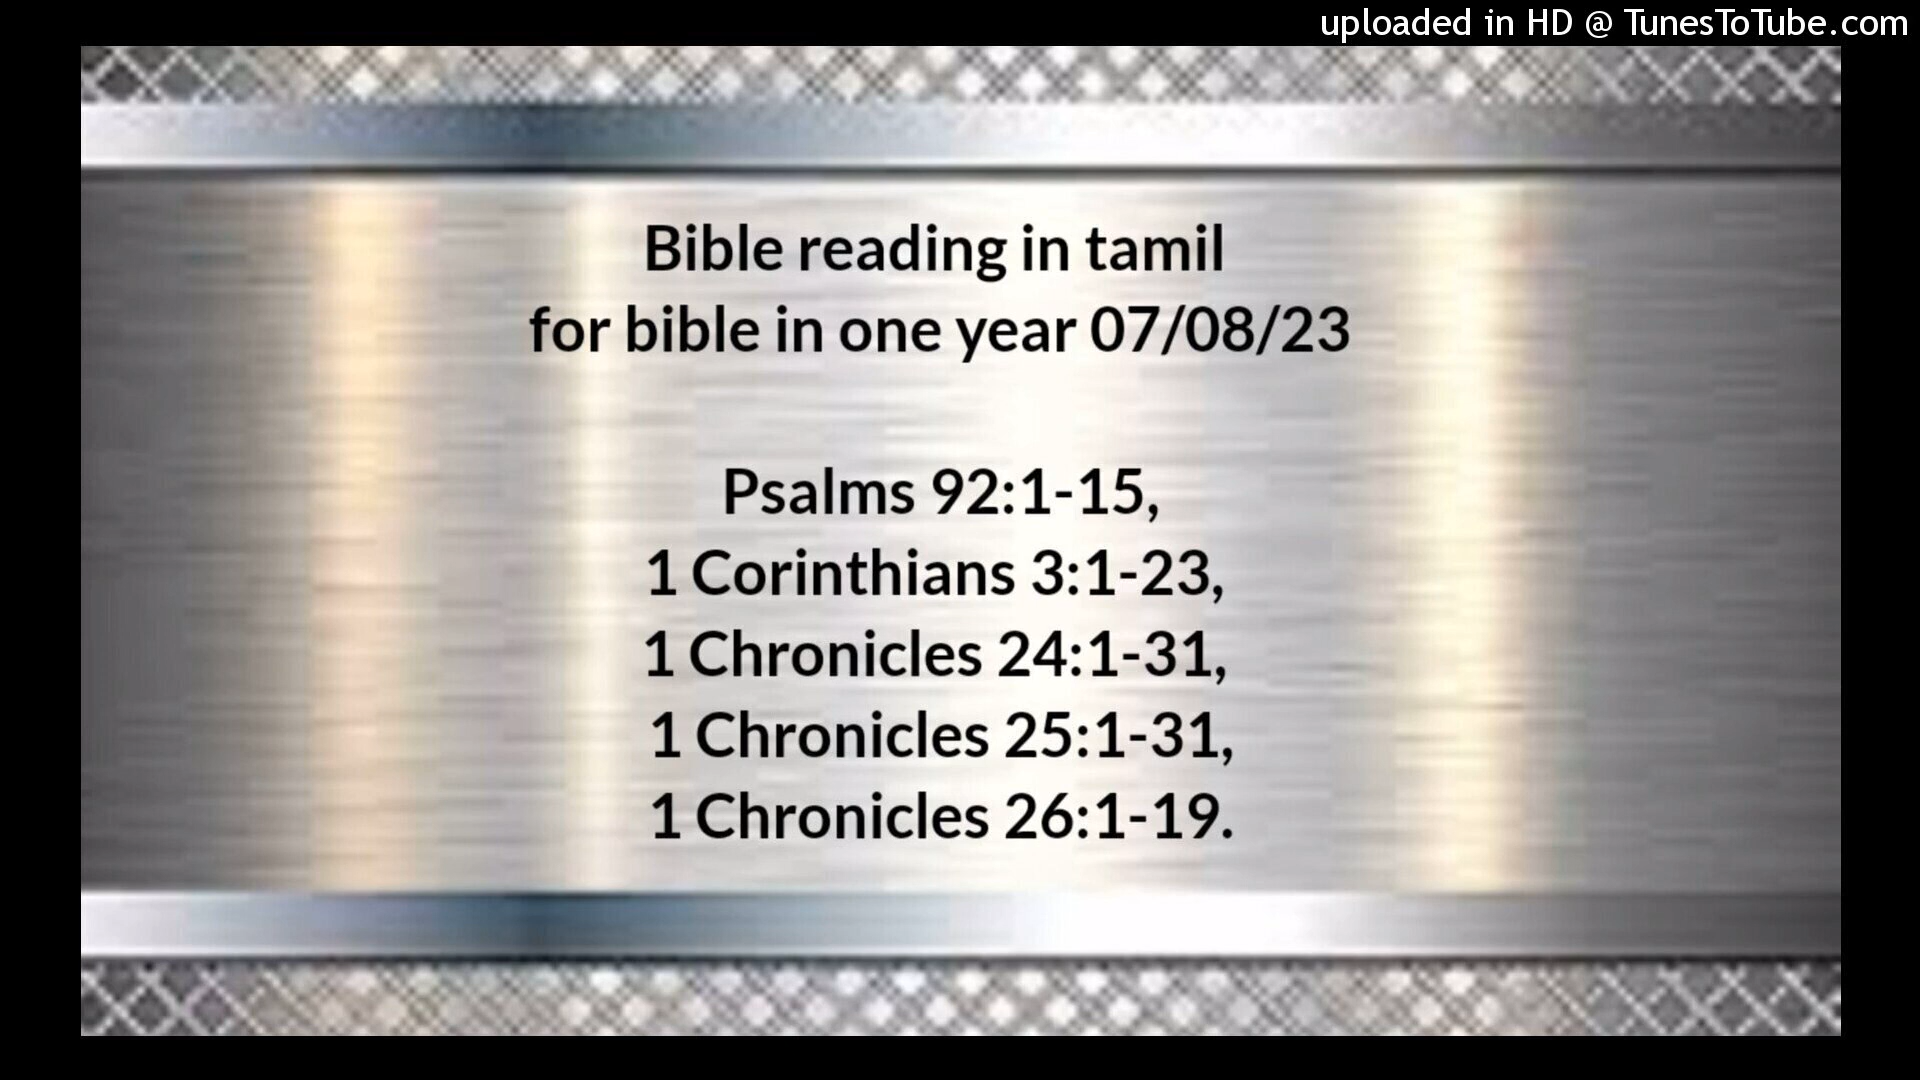 uploaded in HD @ TunesToTube.com
Bible reading in tamil
for bible in one year 07/08/23
Psalms 92:1-15,
1 Corinthians 3:1-23,
1 Chronicles 24:1-31,
1 Chronicles 25:1-31,
1 Chronicles 26:1-19.